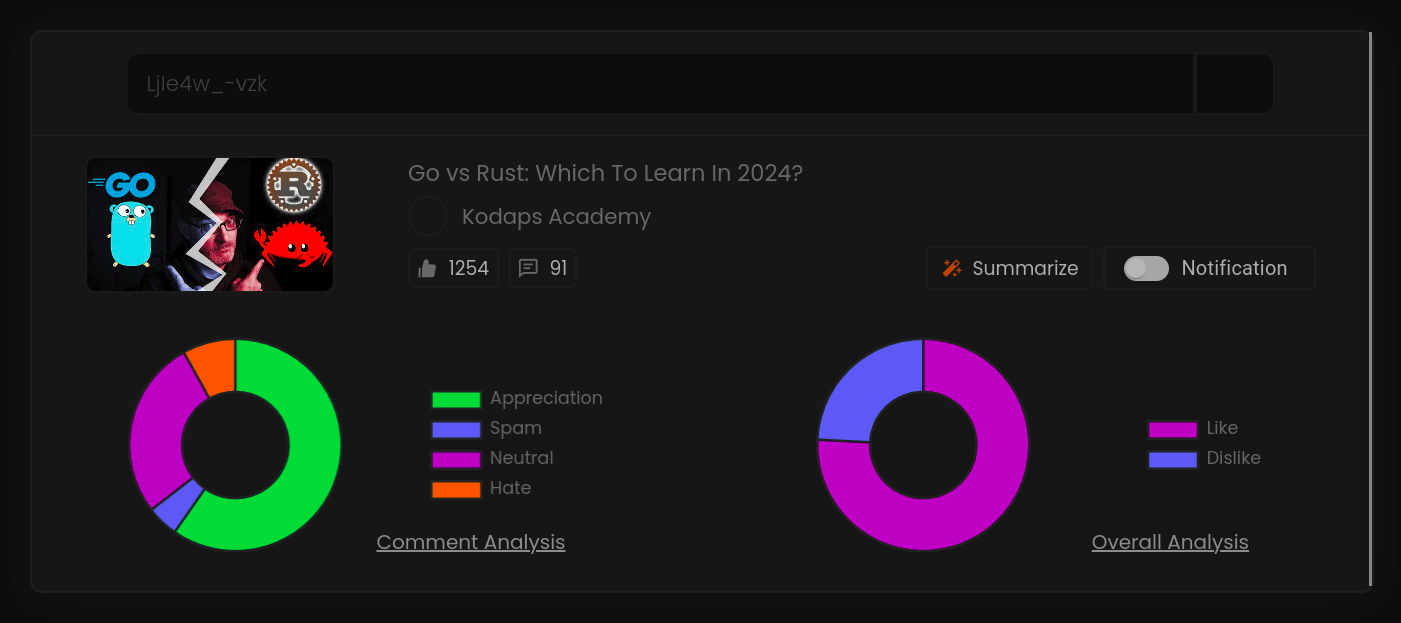 Ljle4w_-vzk
GO
R
Go vs Rust: Which To Learn In 2024?
Kodaps Academy
1254
91
Summarize
Notification
Appreciation
Spam
Neutral
Hate
Comment Analysis
Like
Dislike
Overall Analysis